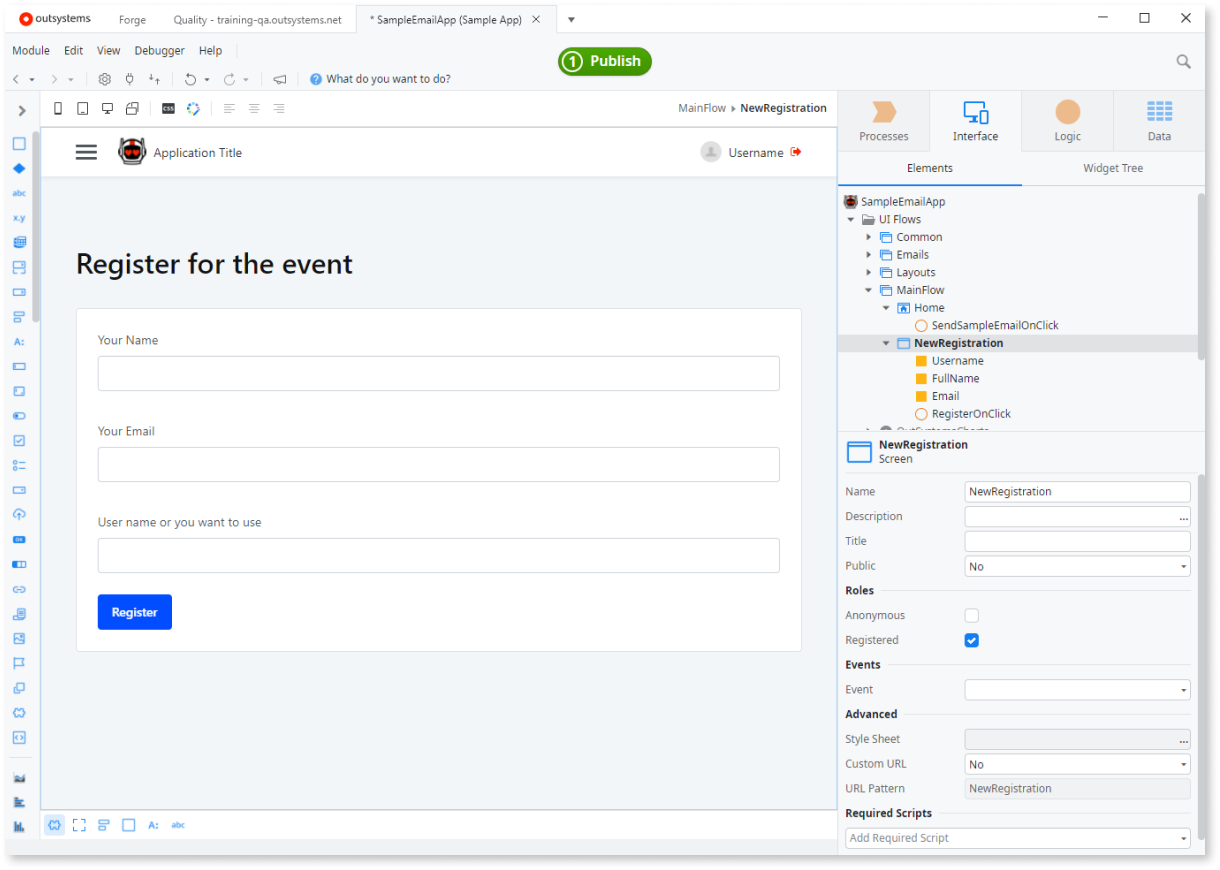 outsystems
Forge
Quality - training-qa.outsystems.net
* SampleEmailApp (Sample App)
Module Edit View Debugger Help
1 Publish
What do you want to do?
CSS
MainFlow NewRegistration
Processes
Interface
Logic
Data
Elements
Widget Tree
abc
x.y
A:
OK
Application Title
Username
Register for the event
Your Name
Your Email
User name or you want to use
Register
A:
abc
SampleEmailApp
UI Flows
Common
Emails
Layouts
MainFlow
Home
SendSampleEmailOnClick
NewRegistration
Username
FullName
Email
RegisterOnClick
NewRegistration
Screen
Name NewRegistration
Description ...
Title
Public No
Roles
Anonymous
Registered
Events
Event
Advanced
Style Sheet ...
Custom URL No
URL Pattern NewRegistration
Required Scripts
Add Required Script